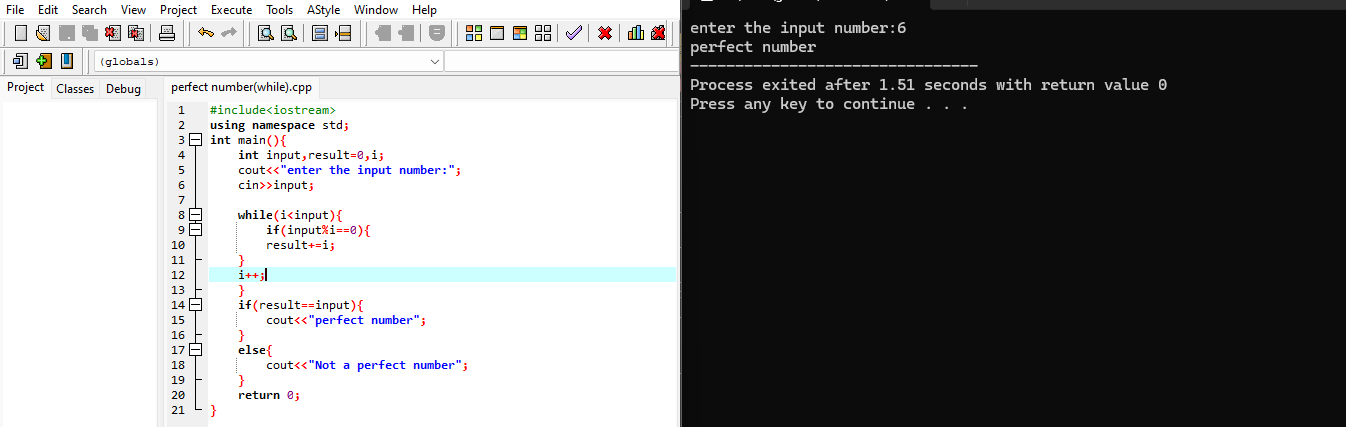 File Edit Search View Project Execute Tools AStyle Window Help
(globals)
Project Classes Debug
perfect number(while).cpp
1 #include<iostream>
2 using namespace std;
3 int main(){
4 int input,result=0,i;
5 cout<<"enter the input number:";
6 cin>>input;
7
8 while(i<input){
9 if(input%i==0){
10 result+=i;
11 }
12 i++;
13 }
14 if(result==input){
15 cout<<"perfect number";
16 }
17 else{
18 cout<<"Not a perfect number";
19 }
20 return 0;
21 }
enter the input number:6
perfect number
--------------------------------
Process exited after 1.51 seconds with return value 0
Press any key to continue . . .